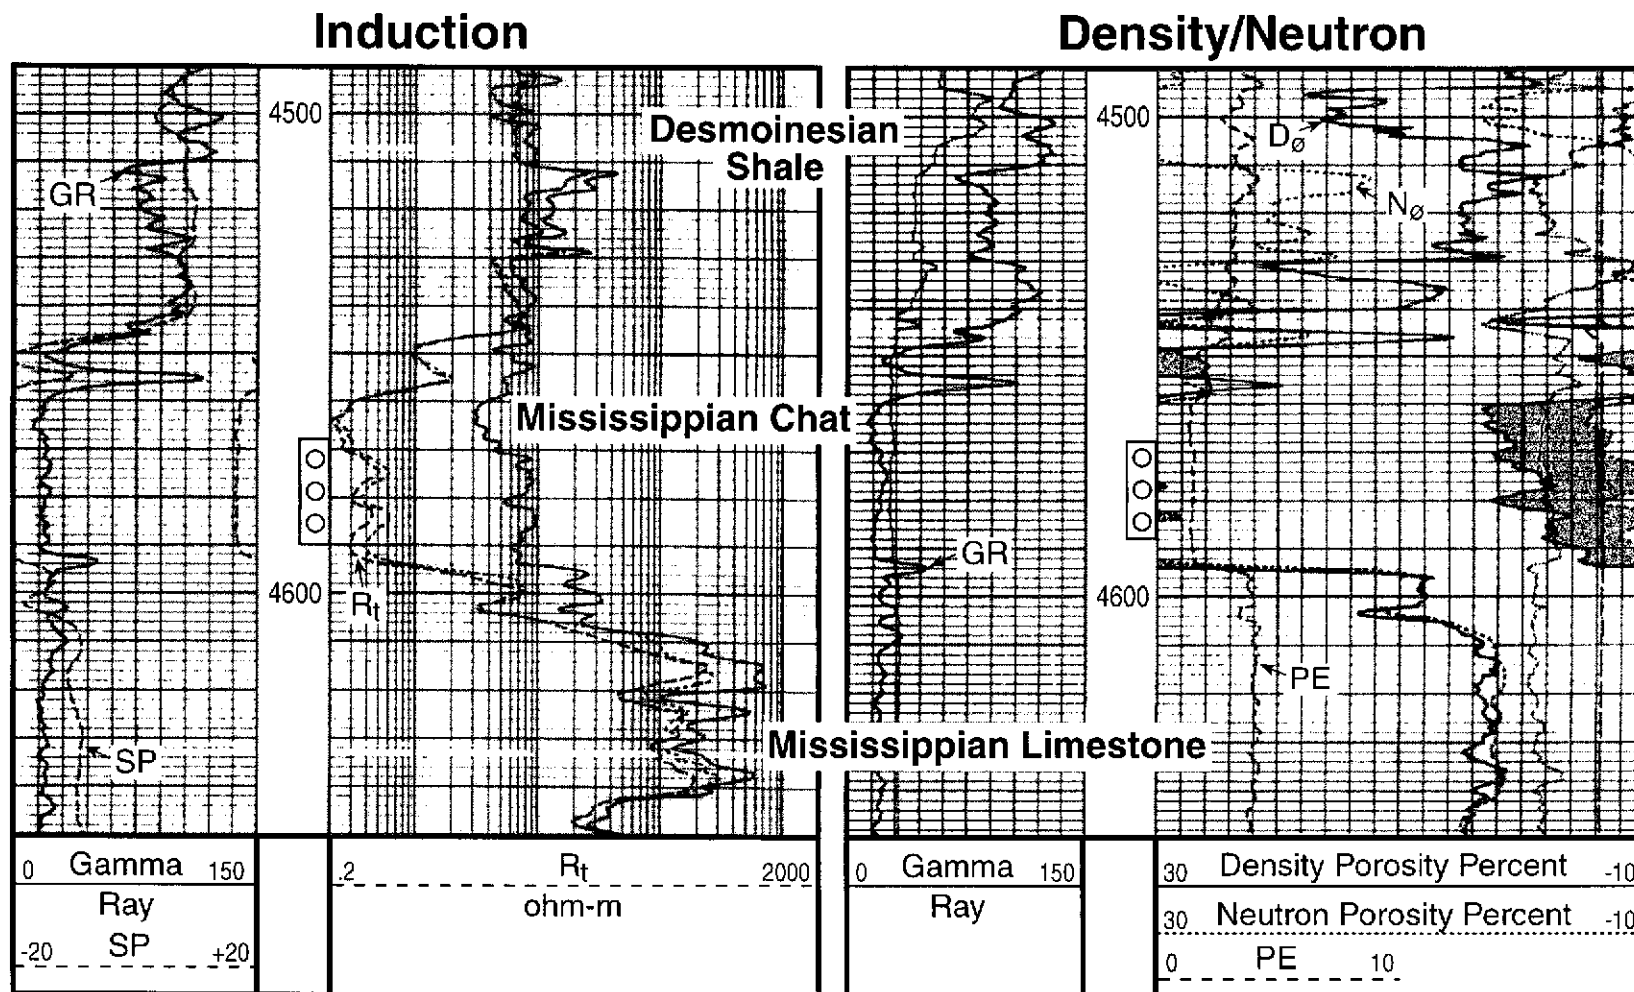 Induction
Density/Neutron
4500
4500
Desmoinesian
Shale
Dø
GR
Nø
Mississippian Chat
GR
4600
4600
Rt
PE
SP
Mississippian Limestone
0 Gamma 150
Ray
-20 SP +20
.2 Rt 2000
ohm-m
0 Gamma 150
Ray
30 Density Porosity Percent -10
30 Neutron Porosity Percent -10
0 PE 10